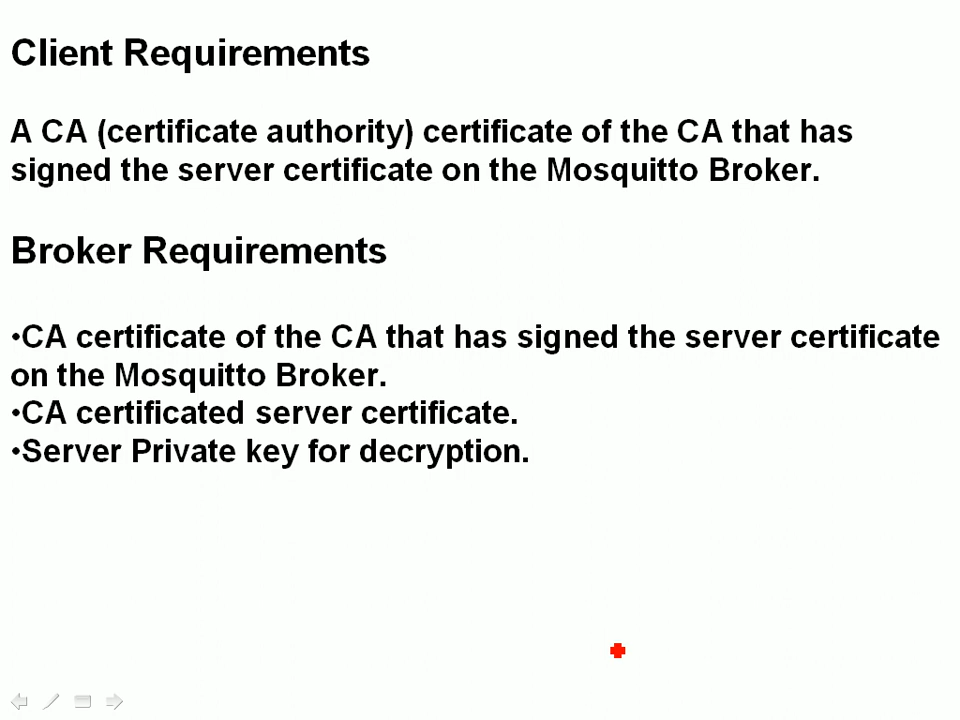 Client Requirements
A CA (certificate authority) certificate of the CA that has
signed the server certificate on the Mosquitto Broker.
Broker Requirements
•CA certificate of the CA that has signed the server certificate
on the Mosquitto Broker.
•CA certificated server certificate.
•Server Private key for decryption.